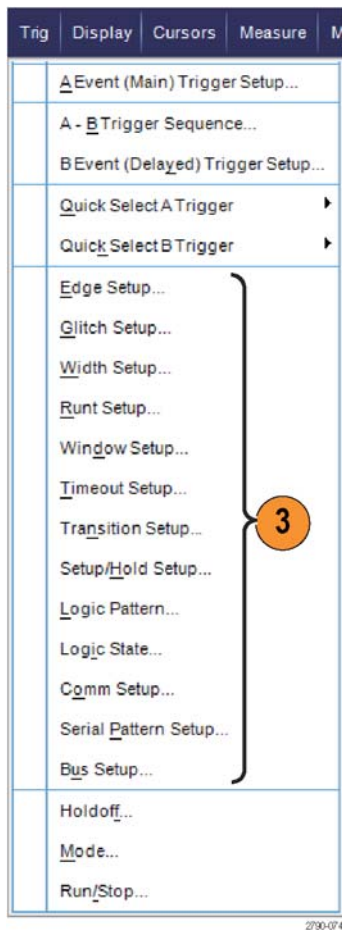 Trig Display Cursors Measure M
A Event (Main) Trigger Setup...
A - B Trigger Sequence...
B Event (Delayed) Trigger Setup...
Quick Select A Trigger
Quick Select B Trigger
Edge Setup...
Glitch Setup...
Width Setup...
Runt Setup...
Window Setup...
Timeout Setup...
Transition Setup...
3
Setup/Hold Setup...
Logic Pattern...
Logic State...
Comm Setup...
Serial Pattern Setup...
Bus Setup...
Holdoff...
Mode...
Run/Stop...
2790-074